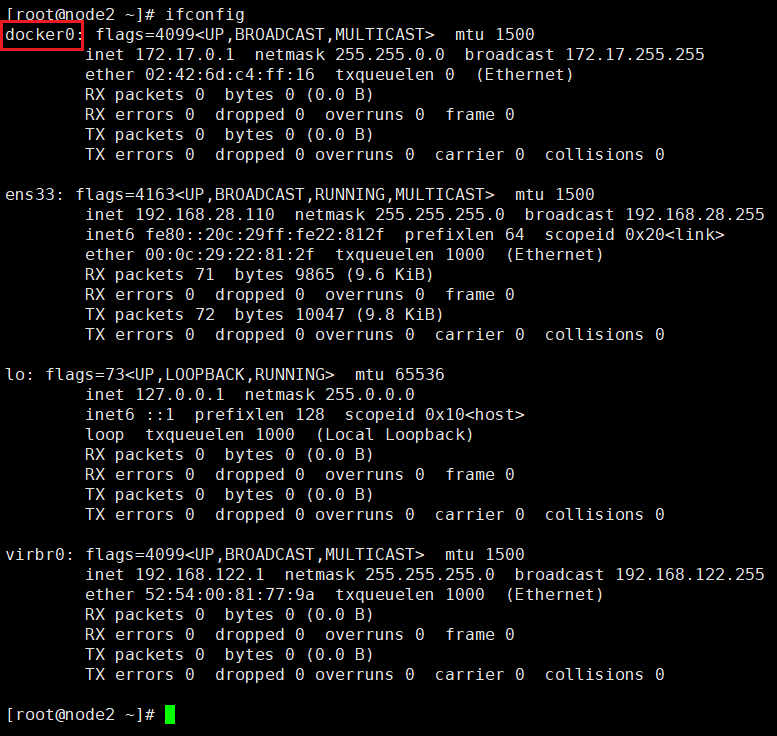 [root@node2 ~]# ifconfig
docker0: flags=4099<UP,BROADCAST,MULTICAST>  mtu 1500
        inet 172.17.0.1  netmask 255.255.0.0  broadcast 172.17.255.255
        ether 02:42:6d:c4:ff:16  txqueuelen 0  (Ethernet)
        RX packets 0  bytes 0 (0.0 B)
        RX errors 0  dropped 0  overruns 0  frame 0
        TX packets 0  bytes 0 (0.0 B)
        TX errors 0  dropped 0 overruns 0  carrier 0  collisions 0

ens33: flags=4163<UP,BROADCAST,RUNNING,MULTICAST>  mtu 1500
        inet 192.168.28.110  netmask 255.255.255.0  broadcast 192.168.28.255
        inet6 fe80::20c:29ff:fe22:812f  prefixlen 64  scopeid 0x20<link>
        ether 00:0c:29:22:81:2f  txqueuelen 1000  (Ethernet)
        RX packets 71  bytes 9865 (9.6 KiB)
        RX errors 0  dropped 0  overruns 0  frame 0
        TX packets 72  bytes 10047 (9.8 KiB)
        TX errors 0  dropped 0 overruns 0  carrier 0  collisions 0

lo: flags=73<UP,LOOPBACK,RUNNING>  mtu 65536
        inet 127.0.0.1  netmask 255.0.0.0
        inet6 ::1  prefixlen 128  scopeid 0x10<host>
        loop  txqueuelen 1000  (Local Loopback)
        RX packets 0  bytes 0 (0.0 B)
        RX errors 0  dropped 0  overruns 0  frame 0
        TX packets 0  bytes 0 (0.0 B)
        TX errors 0  dropped 0 overruns 0  carrier 0  collisions 0

virbr0: flags=4099<UP,BROADCAST,MULTICAST>  mtu 1500
        inet 192.168.122.1  netmask 255.255.255.0  broadcast 192.168.122.255
        ether 52:54:00:81:77:9a  txqueuelen 1000  (Ethernet)
        RX packets 0  bytes 0 (0.0 B)
        RX errors 0  dropped 0  overruns 0  frame 0
        TX packets 0  bytes 0 (0.0 B)
        TX errors 0  dropped 0 overruns 0  carrier 0  collisions 0

[root@node2 ~]#